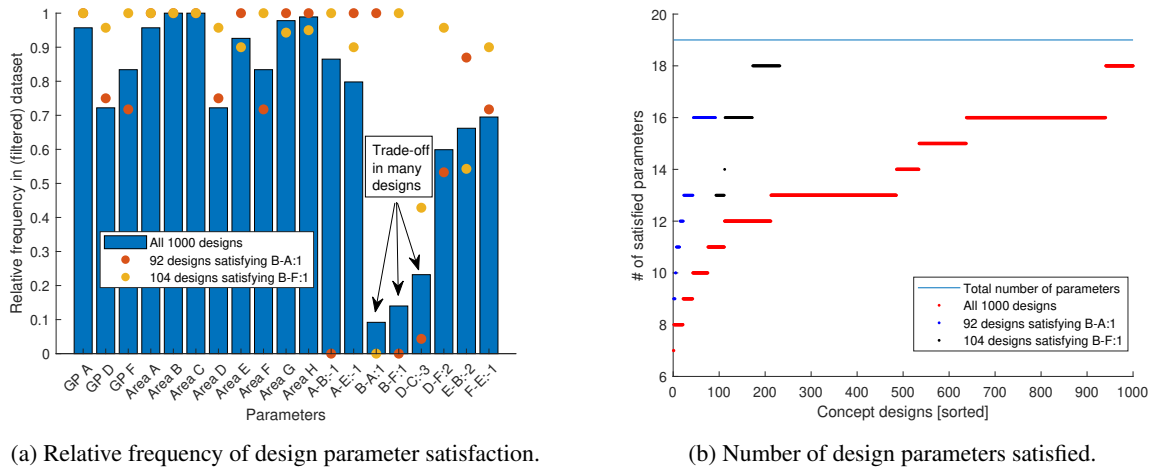 Relative frequency in (filtered) dataset
1
0.9
0.8
0.7
0.6
0.5
0.4
0.3
0.2
0.1
0
Trade-off
in many
designs
All 1000 designs
92 designs satisfying B-A:1
104 designs satisfying B-F:1
GP A
GP D
GP F
Area A
Area B
Area C
Area D
Area E
Area F
Area G
Area H
A-B:-1
A-E:-1
B-A:1
B-F:1
D-C:-3
D-F:-2
E-B:-2
F-E:-1
Parameters
(a) Relative frequency of design parameter satisfaction.
# of satisfied parameters
18
16
14
12
10
8
6
Total number of parameters
All 1000 designs
92 designs satisfying B-A:1
104 designs satisfying B-F:1
0 100 200 300 400 500 600 700 800 900 1000
Concept designs [sorted]
(b) Number of design parameters satisfied.